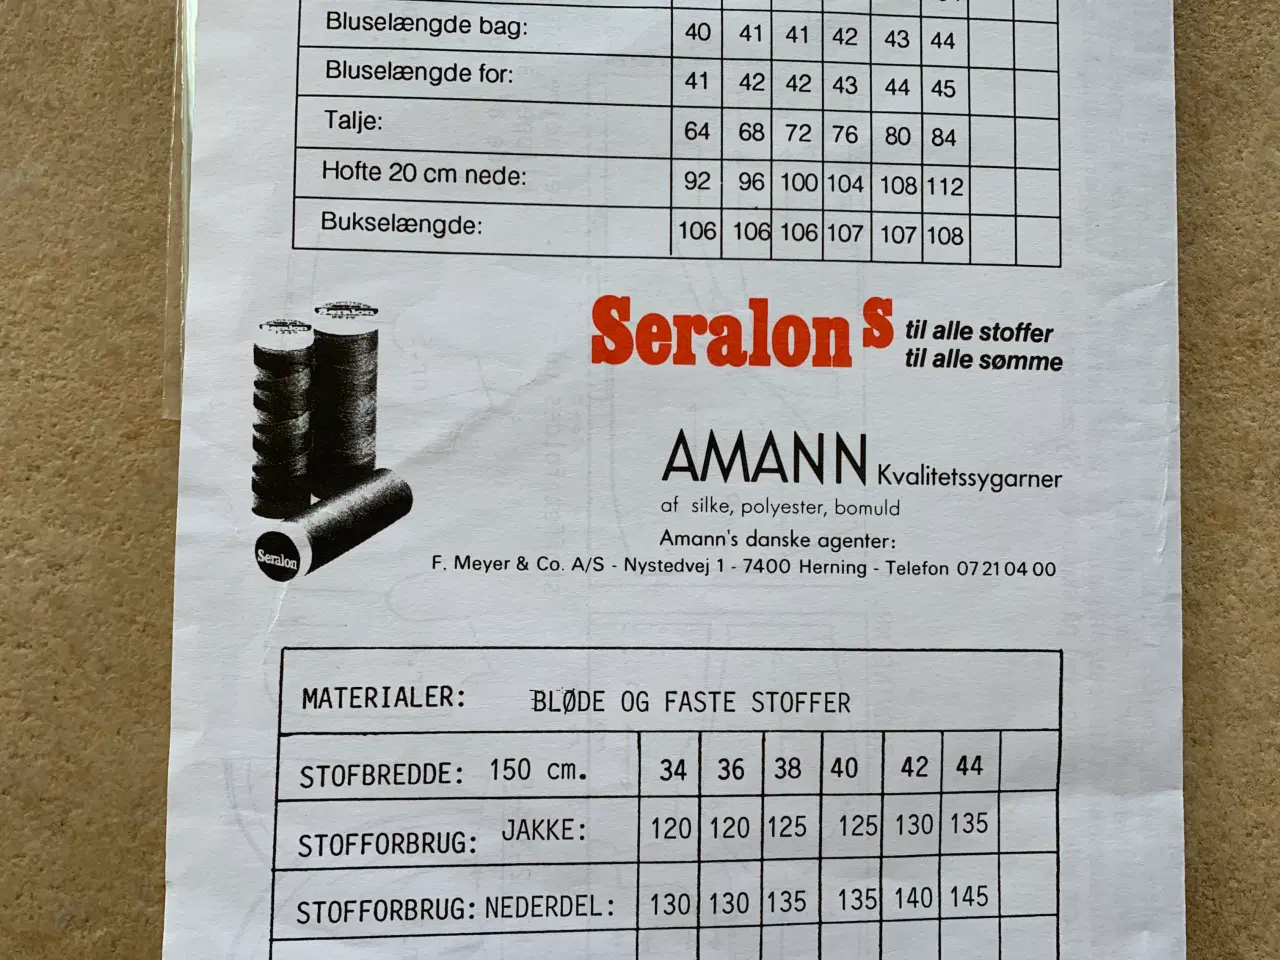 Bluselængde bag: 40 41 41 42 43 44
Bluselængde for: 41 42 42 43 44 45
Talje: 64 68 72 76 80 84
Hofte 20 cm nede: 92 96 100 104 108 112
Bukselængde: 106 106 106 107 107 108
Seralon S til alle stoffer
til alle sømme
Seralon
AMANN Kvalitetssygarner
af silke, polyester, bomuld
Amann's danske agenter:
F. Meyer & Co. A/S - Nystedvej 1 - 7400 Herning - Telefon 07 21 04 00
Seralon
MATERIALER: BLØDE OG FASTE STOFFER
STOFBREDDE: 150 cm. 34 36 38 40 42 44
STOFFORBRUG: JAKKE: 120 120 125 125 130 135
STOFFORBRUG: NEDERDEL: 130 130 135 135 140 145